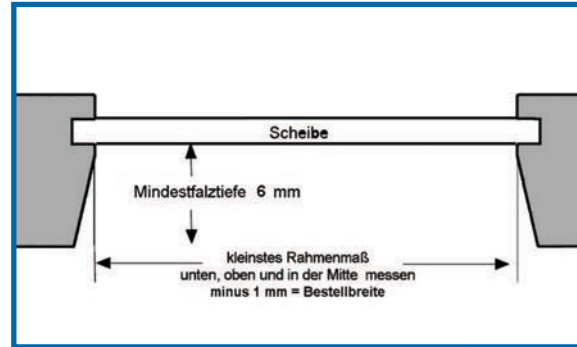 Scheibe
Mindestfalztiefe 6 mm
kleinstes Rahmenmaß
unten, oben und in der Mitte messen
minus 1 mm = Bestellbreite